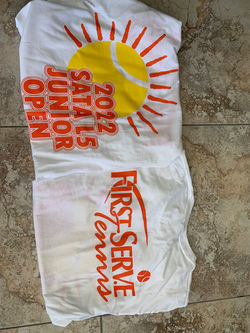 2022
SATA L5
JUNIOR
OPEN
FIRST SERVE
Tennis